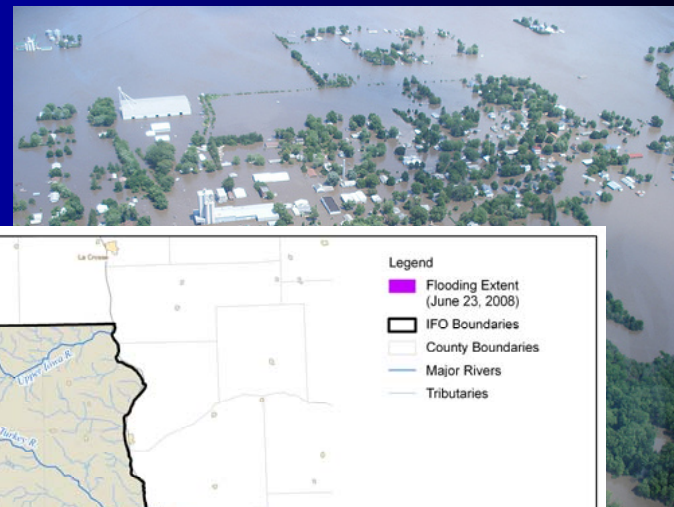 La Crosse
Legend
Flooding Extent
(June 23, 2008)
IFO Boundaries
County Boundaries
Major Rivers
Tributaries
Upper Iowa R.
Turkey R.